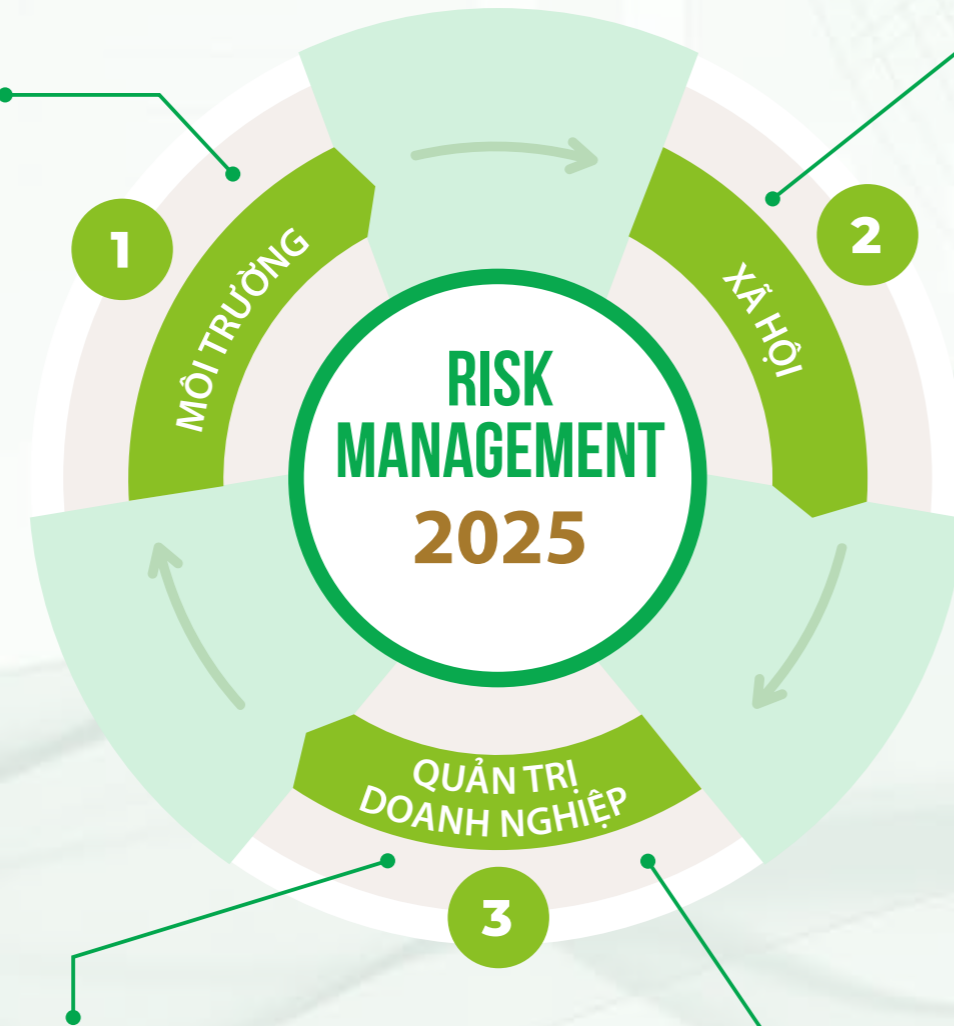 1
MÔI TRƯỜNG
2
XÃ HỘI
RISK
MANAGEMENT
2025
QUẢN TRỊ
DOANH NGHIỆP
3